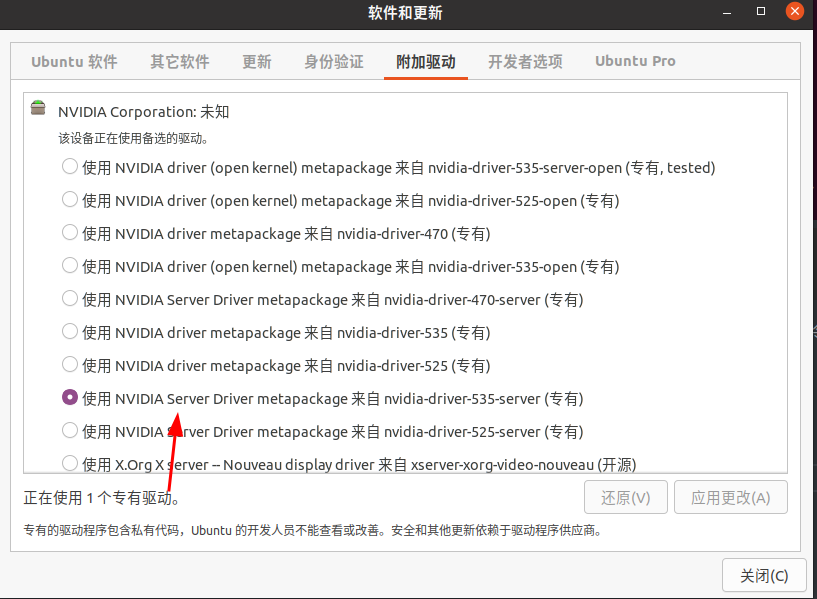 软件和更新
Ubuntu 软件 其它软件 更新 身份验证 附加驱动 开发者选项 Ubuntu Pro
NVIDIA Corporation: 未知
该设备正在使用备选的驱动。
使用 NVIDIA driver (open kernel) metapackage 来自 nvidia-driver-535-server-open (专有, tested)
使用 NVIDIA driver (open kernel) metapackage 来自 nvidia-driver-525-open (专有)
使用 NVIDIA driver metapackage 来自 nvidia-driver-470 (专有)
使用 NVIDIA driver (open kernel) metapackage 来自 nvidia-driver-535-open (专有)
使用 NVIDIA Server Driver metapackage 来自 nvidia-driver-470-server (专有)
使用 NVIDIA driver metapackage 来自 nvidia-driver-535 (专有)
使用 NVIDIA driver metapackage 来自 nvidia-driver-525 (专有)
使用 NVIDIA Server Driver metapackage 来自 nvidia-driver-535-server (专有)
使用 NVIDIA Server Driver metapackage 来自 nvidia-driver-525-server (专有)
使用 X.Org X server -- Nouveau display driver 来自 xserver-xorg-video-nouveau (开源)
正在使用 1 个专有驱动。 还原(V) 应用更改(A)
专有的驱动程序包含私有代码，Ubuntu 的开发人员不能查看或改善。安全和其他更新依赖于驱动程序供应商。
关闭(C)